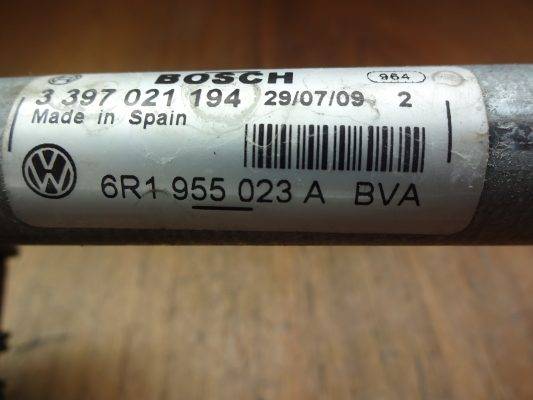 BOSCH 964
3 397 021 194 29/07/09 2
Made in Spain
6R1 955 023 A BVA